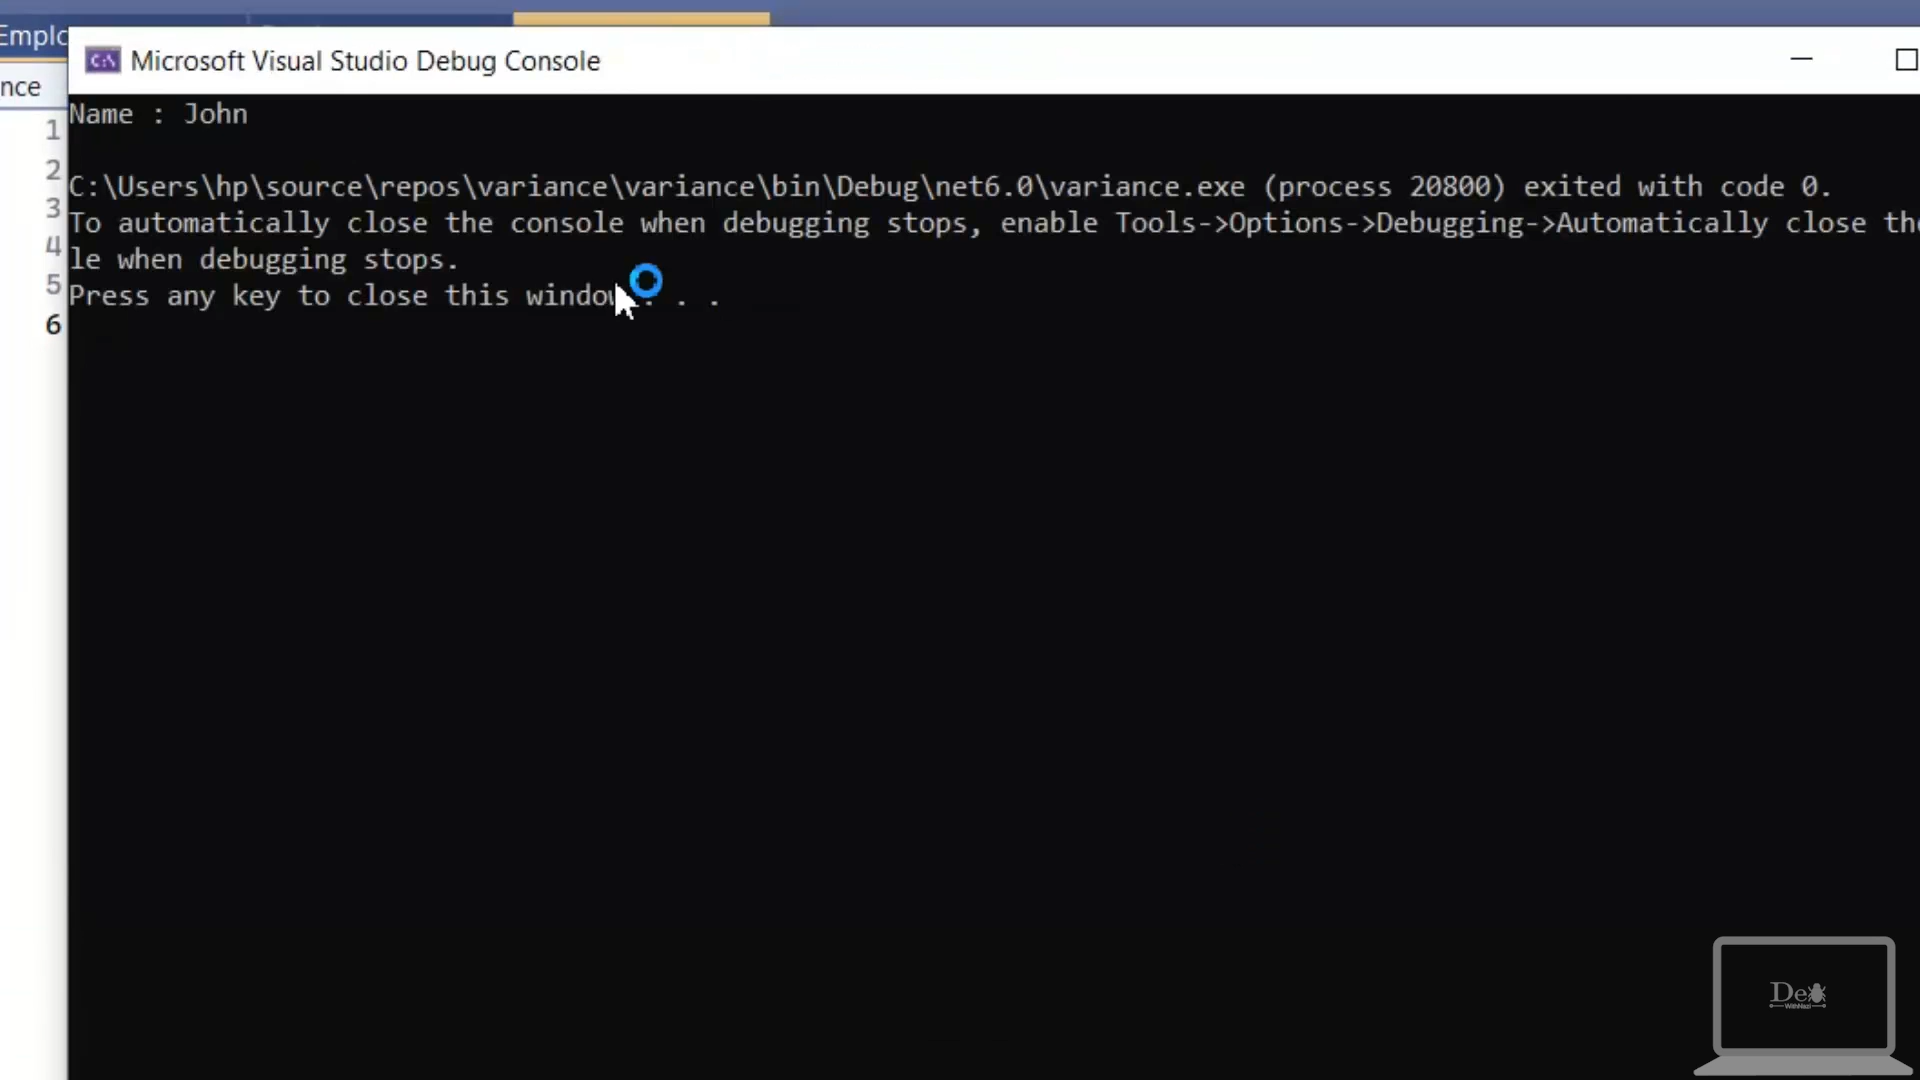 Emplo
Microsoft Visual Studio Debug Console
nce
Name : John
1
2
C:\Users\hp\source\repos\variance\variance\bin\Debug\net6.0\variance.exe (process 20800) exited with code 0.
3
To automatically close the console when debugging stops, enable Tools->Options->Debugging->Automatically close the
4
le when debugging stops.
5
Press any key to close this window . . .
6
De
WithNazi